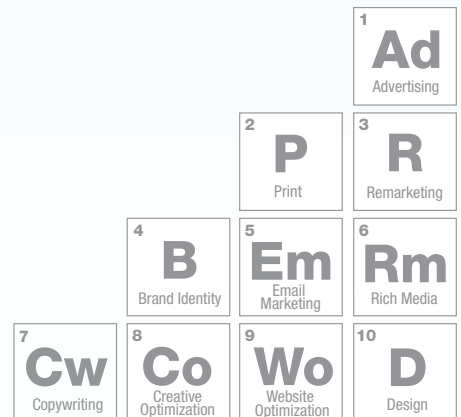 1
Ad
Advertising
2
P
Print
3
R
Remarketing
4
B
Brand Identity
5
Em
Email
Marketing
6
Rm
Rich Media
7
Cw
Copywriting
8
Co
Creative
Optimization
9
Wo
Website
Optimization
10
D
Design